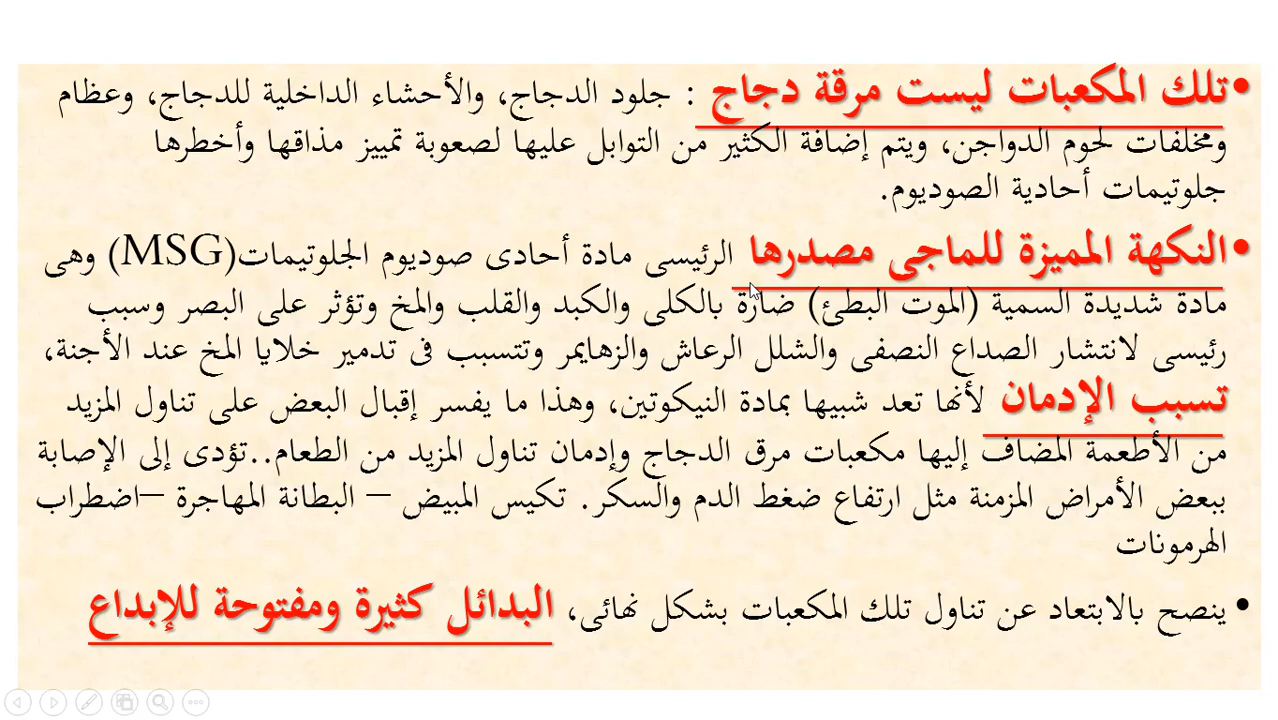 •تلك المكعبات ليست مرقة دجاج : جلود الدجاج، والأحشاء الداخلية للدجاج، وعظام
ومخلفات لحوم الدواجن، ويتم إضافة الكثير من التوابل عليها لصعوبة تمييز مذاقها وأخطرها
جلوتيمات أحادية الصوديوم.
•النكهة المميزة للماجى مصدرها الرئيسى مادة أحادى صوديوم الجلوتيمات(MSG) وهى
مادة شديدة السمية (الموت البطئ) ضارة بالكلى والكبد والقلب والمخ وتؤثر على البصر وسبب
رئيسى لانتشار الصداع النصفى والشلل الرعاش والزهايمر وتتسبب فى تدمير خلايا المخ عند الأجنة،
تسبب الإدمان لأنها تعد شبيها بمادة النيكوتين، وهذا ما يفسر إقبال البعض على تناول المزيد
من الأطعمة المضاف إليها مكعبات مرق الدجاج وإدمان تناول المزيد من الطعام..تؤدى إلى الإصابة
ببعض الأمراض المزمنة مثل ارتفاع ضغط الدم والسكر. تكيس المبيض – البطانة المهاجرة –اضطراب
الهرمونات
•ينصح بالابتعاد عن تناول تلك المكعبات بشكل نهائى، البدائل كثيرة ومفتوحة للإبداع